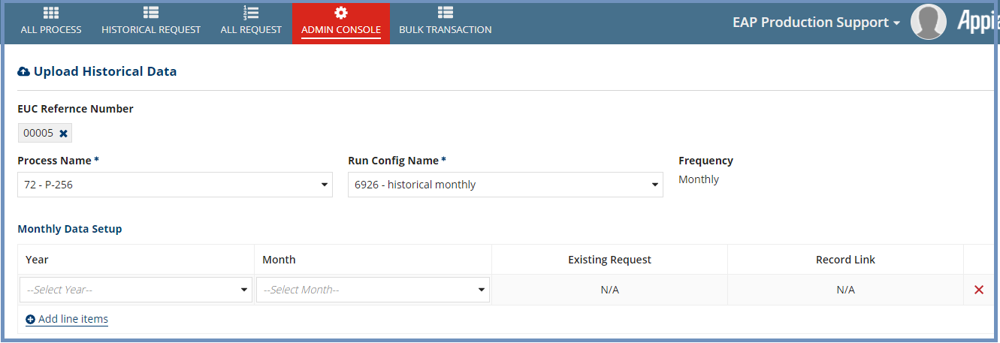 ALL PROCESS HISTORICAL REQUEST ALL REQUEST ADMIN CONSOLE BULK TRANSACTION EAP Production Support
Upload Historical Data
EUC Refernce Number
00005
Process Name * Run Config Name * Frequency
72 - P-256 6926 - historical monthly Monthly
Monthly Data Setup
Year Month Existing Request Record Link
--Select Year-- --Select Month-- N/A N/A
Add line items